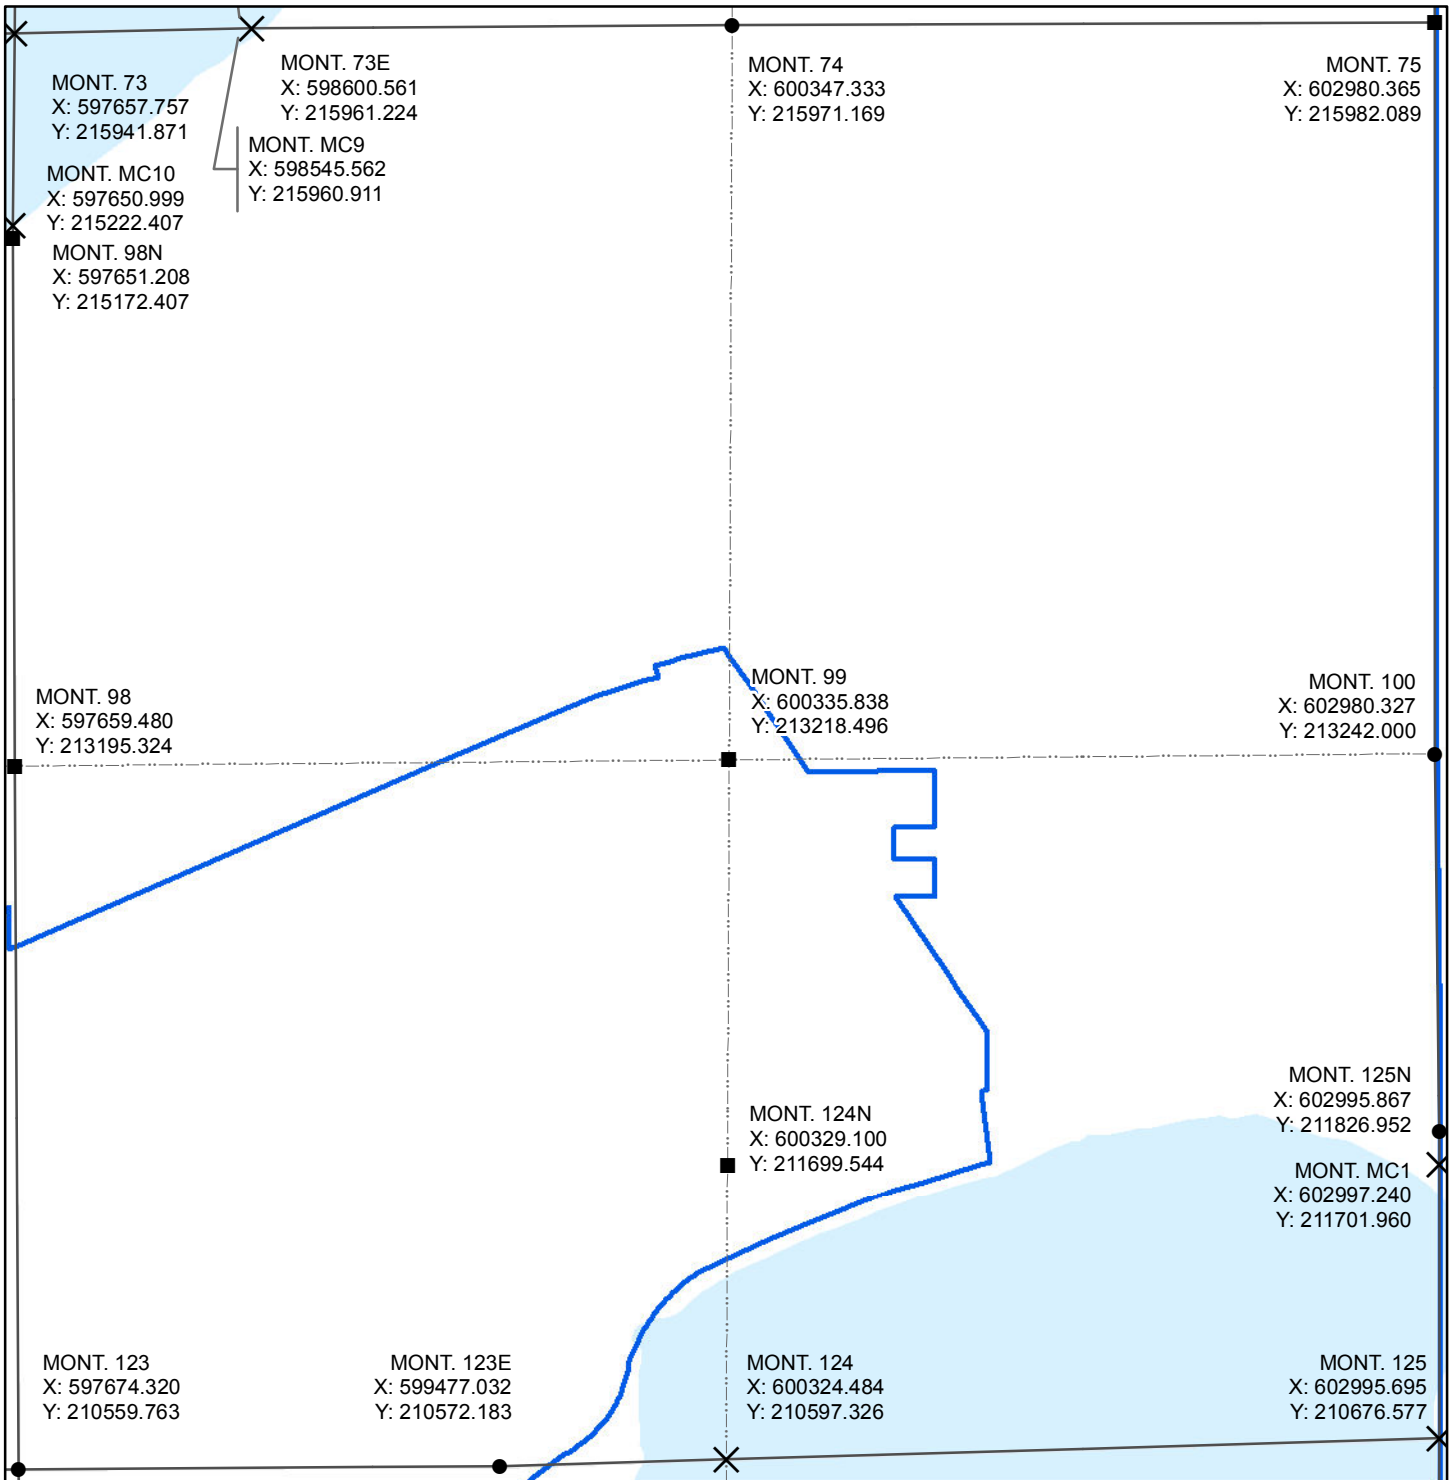 MONT. 73
X: 597657.757
Y: 215941.871
MONT. 73E
X: 598600.561
Y: 215961.224
MONT. 74
X: 600347.333
Y: 215971.169
MONT. 75
X: 602980.365
Y: 215982.089
MONT. MC9
X: 598545.562
Y: 215960.911
MONT. MC10
X: 597650.999
Y: 215222.407
MONT. 98N
X: 597651.208
Y: 215172.407
MONT. 98
X: 597659.480
Y: 213195.324
MONT. 99
X: 600335.838
Y: 213218.496
MONT. 100
X: 602980.327
Y: 213242.000
MONT. 124N
X: 600329.100
Y: 211699.544
MONT. 125N
X: 602995.867
Y: 211826.952
MONT. MC1
X: 602997.240
Y: 211701.960
MONT. 123
X: 597674.320
Y: 210559.763
MONT. 123E
X: 599477.032
Y: 210572.183
MONT. 124
X: 600324.484
Y: 210597.326
MONT. 125
X: 602995.695
Y: 210676.577